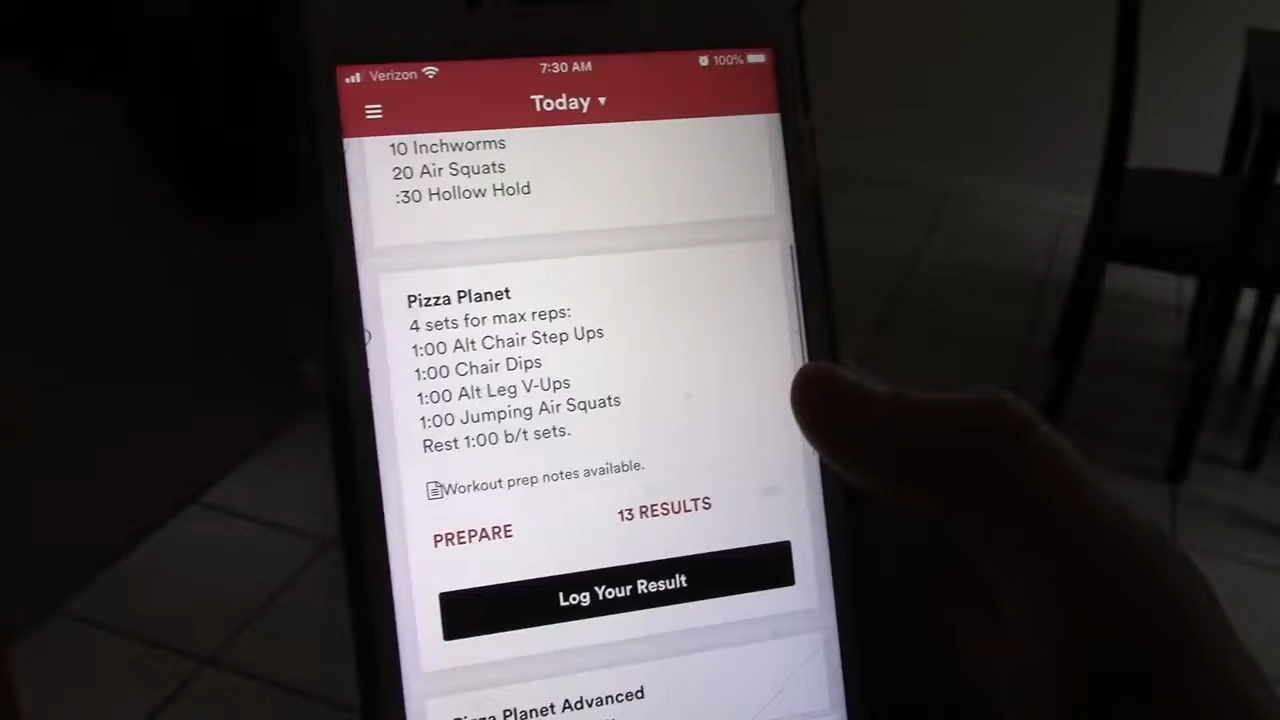 Verizon 7:30 AM 100%
Today ▾
10 Inchworms
20 Air Squats
:30 Hollow Hold
Pizza Planet
4 sets for max reps:
1:00 Alt Chair Step Ups
1:00 Chair Dips
1:00 Alt Leg V-Ups
1:00 Jumping Air Squats
Rest 1:00 b/t sets.
Workout prep notes available.
PREPARE 13 RESULTS
Log Your Result
Pizza Planet Advanced